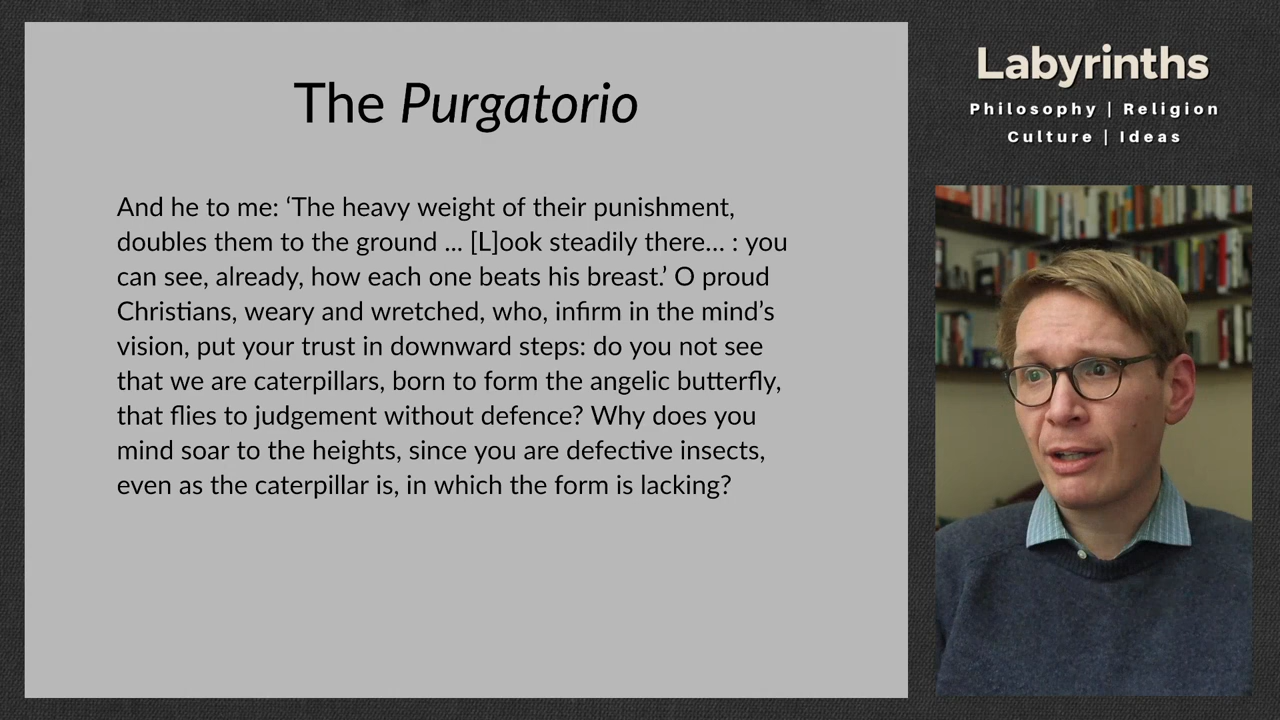 The Purgatorio
And he to me: ‘The heavy weight of their punishment,
doubles them to the ground ... [L]ook steadily there... : you
can see, already, how each one beats his breast.’ O proud
Christians, weary and wretched, who, infirm in the mind’s
vision, put your trust in downward steps: do you not see
that we are caterpillars, born to form the angelic butterfly,
that flies to judgement without defence? Why does you
mind soar to the heights, since you are defective insects,
even as the caterpillar is, in which the form is lacking?
Labyrinths
Philosophy | Religion
Culture | Ideas